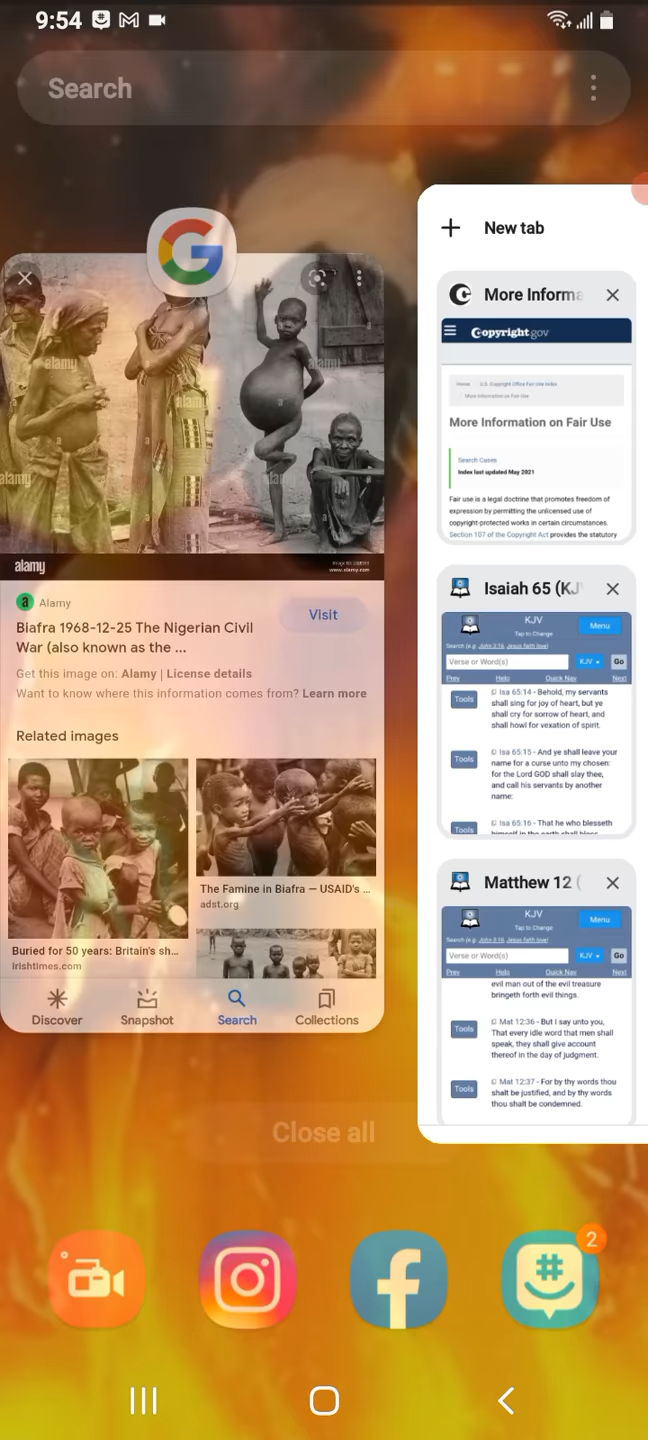 9:54
Search
alamy
alamy
alamy
alamy
alamy
www.alamy.com
a Alamy
Visit
Biafra 1968-12-25 The Nigerian Civil
War (also known as the ...
Get this image on: Alamy | License details
Want to know where this information comes from? Learn more
Related images
Buried for 50 years: Britain's sh...
Irishtimes.com
The Famine in Biafra — USAID's ...
adst.org
Discover
Snapshot
Search
Collections
New tab
More Informa
Copyright.gov
Home U.S. Copyright Office Fair Use Index
More Information on Fair Use
More Information on Fair Use
Search Cases
Index last updated May 2021
Fair use is a legal doctrine that promotes freedom of
expression by permitting the unlicensed use of
copyright-protected works in certain circumstances.
Section 107 of the Copyright Act provides the statutory
Isaiah 65 (KJV
KJV
Tap to Change
Menu
Search (e.g. John 3:16, Jesus faith love)
Verse or Word(s)
KJV
Go
Prev
Help
Quick Nav
Next
Tools
Isa 65:14 - Behold, my servants
shall sing for joy of heart, but ye
shall cry for sorrow of heart, and
shall howl for vexation of spirit.
Tools
Isa 65:15 - And ye shall leave your
name for a curse unto my chosen:
for the Lord GOD shall slay thee,
and call his servants by another
name:
Tools
Isa 65:16 - That he who blesseth
himself in the earth shall bless
Matthew 12 (
KJV
Tap to Change
Menu
Search (e.g. John 3:16, Jesus faith love)
Verse or Word(s)
KJV
Go
Prev
Help
Quick Nav
Next
evil man out of the evil treasure
bringeth forth evil things.
Tools
Mat 12:36 - But I say unto you,
That every idle word that men shall
speak, they shall give account
thereof in the day of judgment.
Tools
Mat 12:37 - For by thy words thou
shalt be justified, and by thy words
thou shalt be condemned.
Close all
2